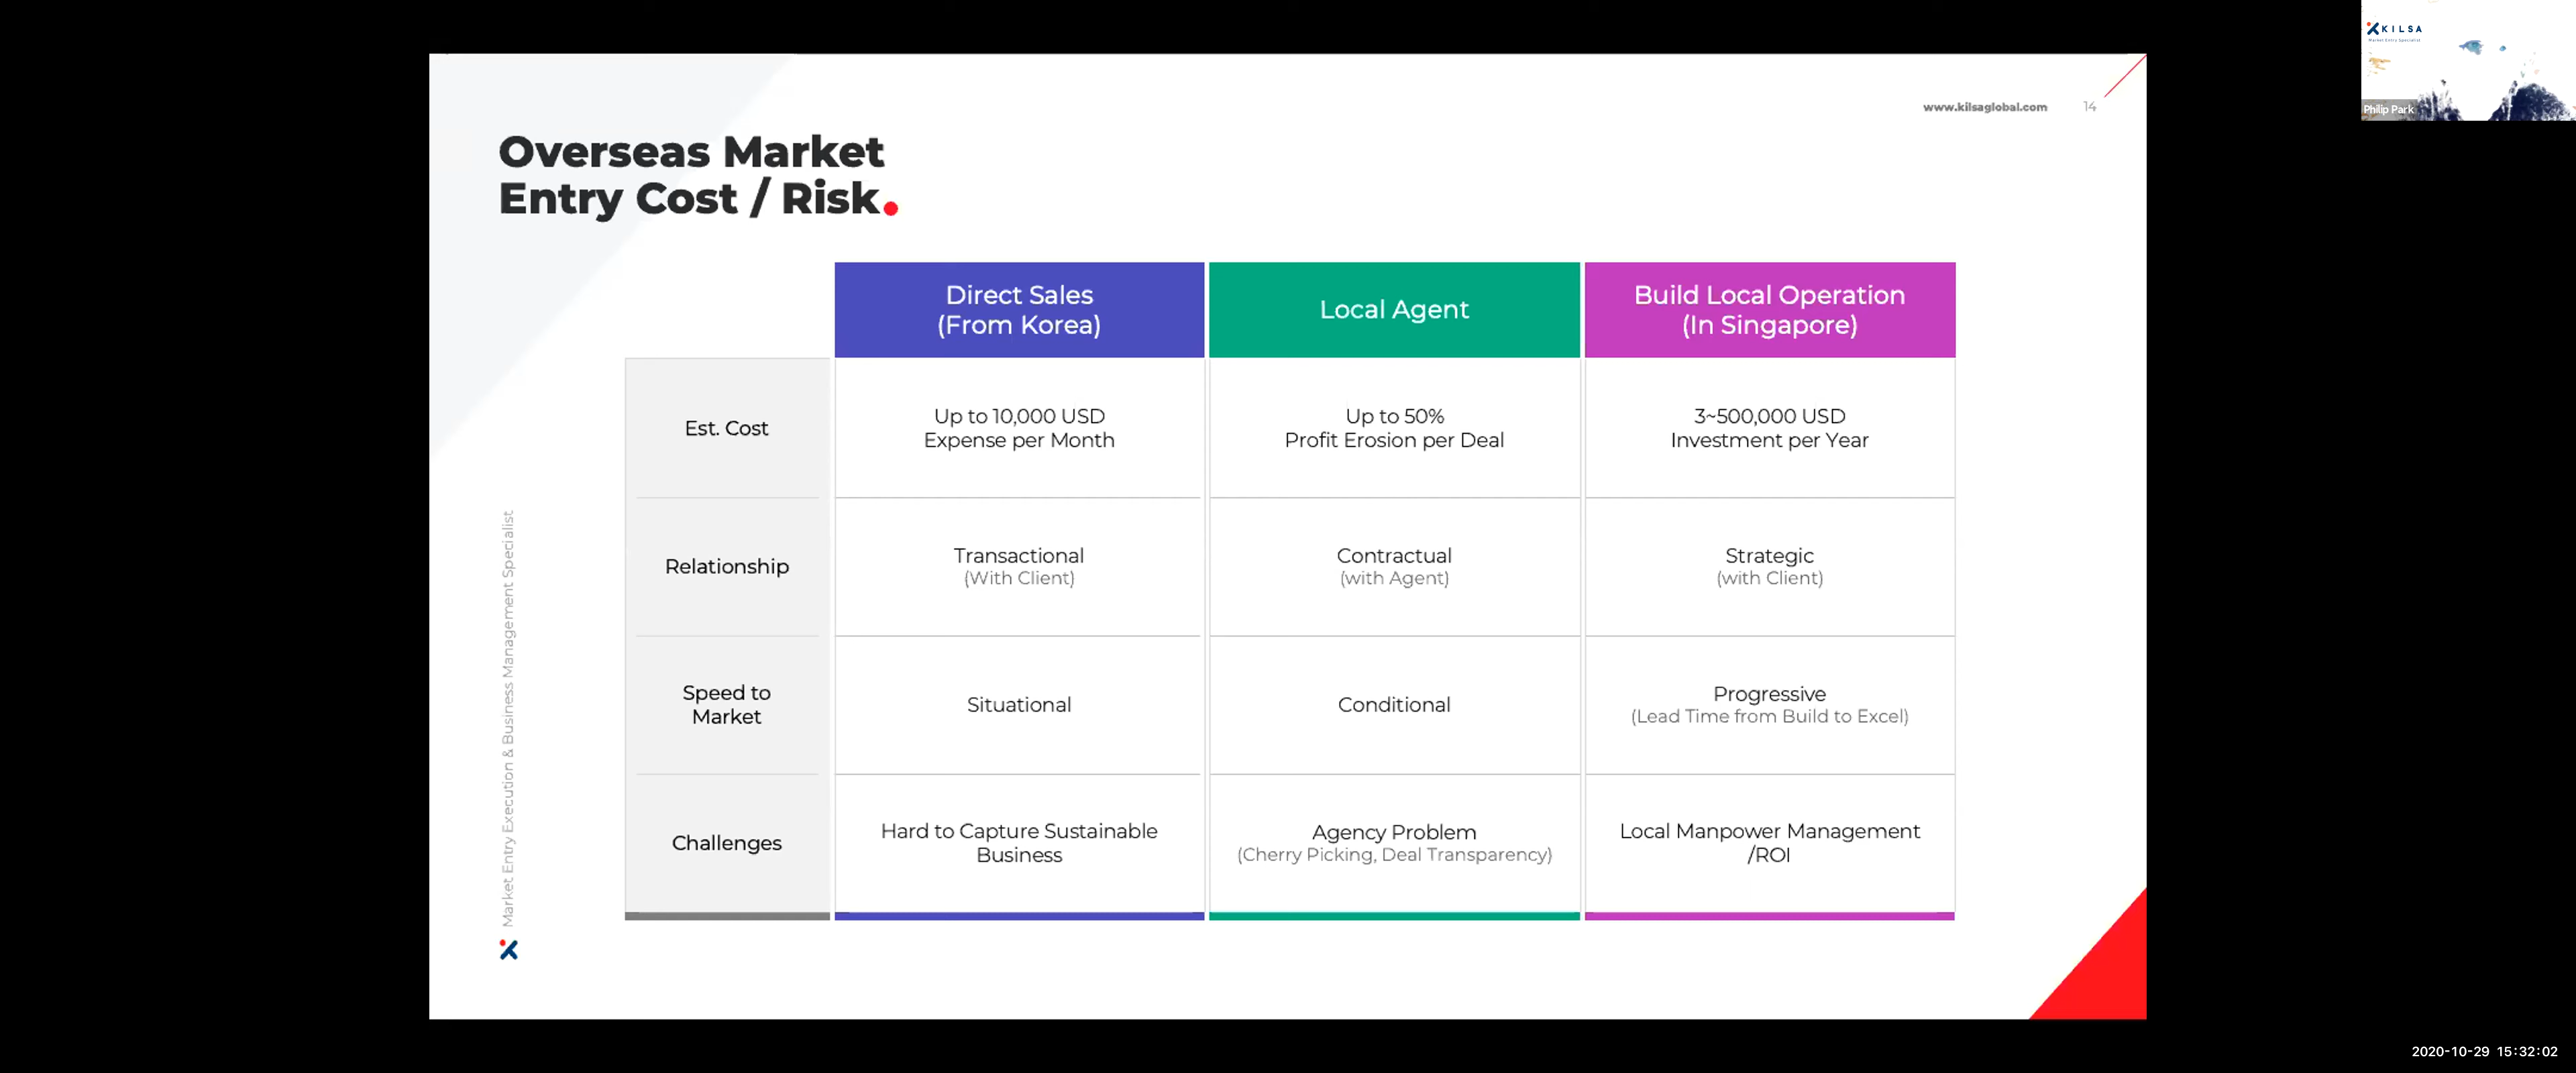 KILSA
Market Entry Specialist
Philip Park
www.kilsaglobal.com
14
Overseas Market
Entry Cost / Risk.
Direct Sales
(From Korea)
Local Agent
Build Local Operation
(In Singapore)
Est. Cost
Up to 10,000 USD
Expense per Month
Up to 50%
Profit Erosion per Deal
3~500,000 USD
Investment per Year
Relationship
Transactional
(With Client)
Contractual
(with Agent)
Strategic
(with Client)
Speed to
Market
Situational
Conditional
Progressive
(Lead Time from Build to Excel)
Challenges
Hard to Capture Sustainable
Business
Agency Problem
(Cherry Picking, Deal Transparency)
Local Manpower Management
/ROI
Market Entry Execution & Business Management Specialist
2020-10-29 15:32:02